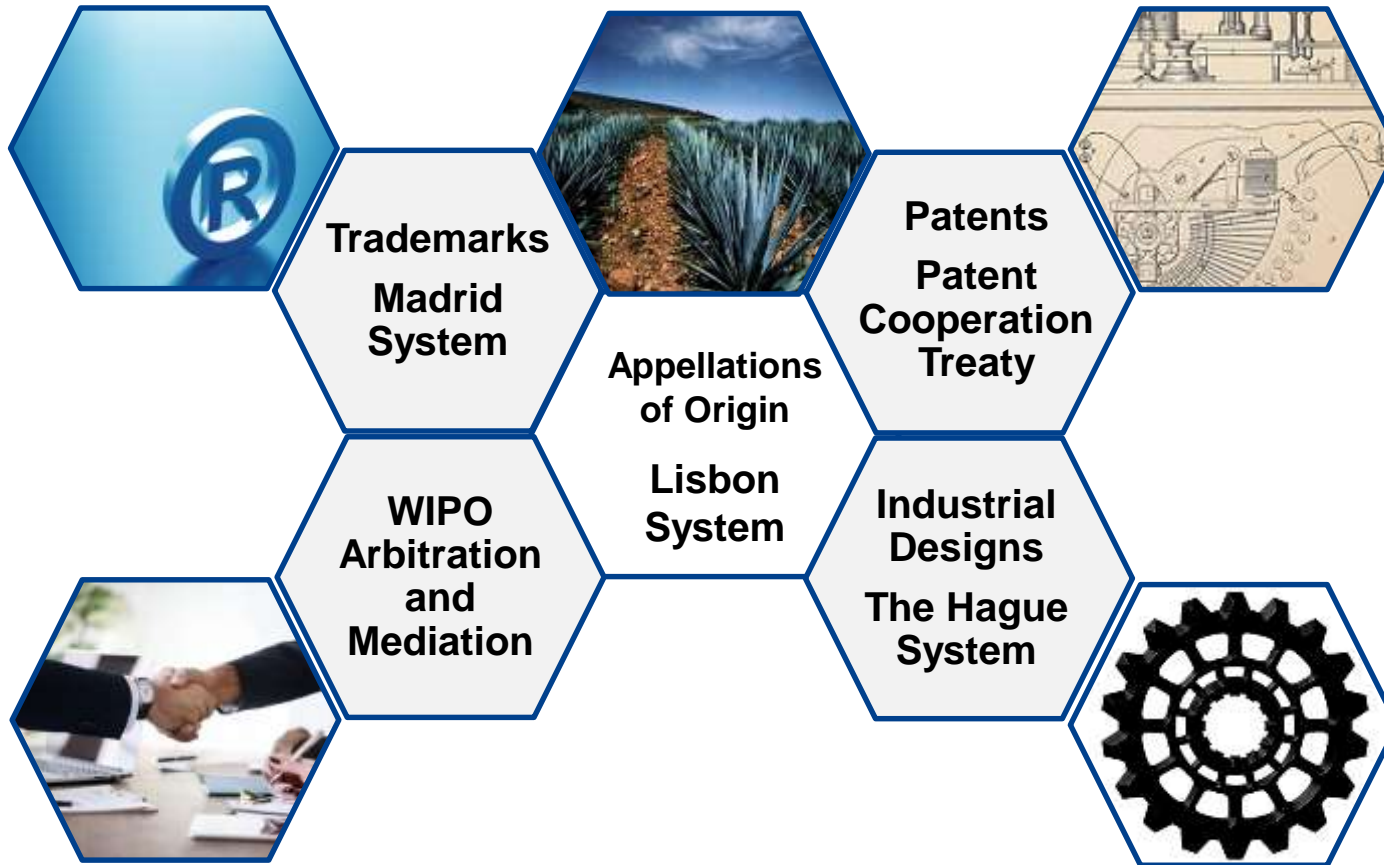 R
Trademarks
Madrid
System
Appellations
of Origin
Lisbon
System
Patents
Patent
Cooperation
Treaty
WIPO
Arbitration
and
Mediation
Industrial
Designs
The Hague
System